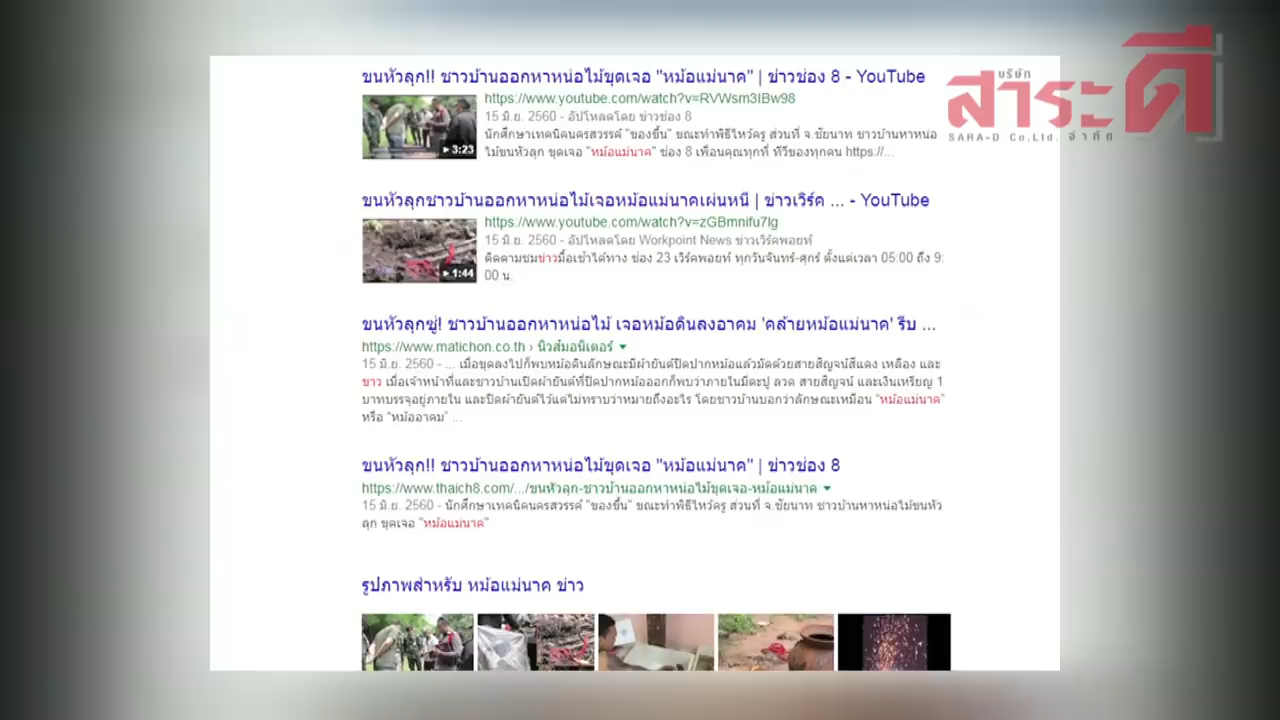 ขนหัวลุก!! ชาวบ้านออกหาหน่อไม้ขุดเจอ "หม้อแม่นาค" | ข่าวช่อง 8 - YouTube
https://www.youtube.com/watch?v=RVWsm3IBw98
15 มิ.ย. 2560 - อัปโหลดโดย ข่าวช่อง 8
นักศึกษาเทคนิคนครสวรรค์ "ของขึ้น" ขณะทำพิธีไหว้ครู ส่วนที่ จ.ชัยนาท ชาวบ้านหาหน่อ
ไม้ขนหัวลุก ขุดเจอ "หม้อแม่นาค" ช่อง 8 เพื่อนคุณทุกที่ ทีวีของทุกคน https://...
3:23
บริษัท
สาระดี
SARA-D Co.Ltd. จำกัด
ขนหัวลุกชาวบ้านออกหาหน่อไม้เจอหม้อแม่นาคเผ่นหนี | ข่าวเวิร์ค ... - YouTube
https://www.youtube.com/watch?v=zGBmnifu7Ig
15 มิ.ย. 2560 - อัปโหลดโดย Workpoint News ข่าวเวิร์คพอยท์
ติดตามชมข่าวมื้อเช้าได้ทาง ช่อง 23 เวิร์คพอยท์ ทุกวันจันทร์-ศุกร์ ตั้งแต่เวลา 05:00 ถึง 9:
00 น.
1:44
ขนหัวลุกซู่! ชาวบ้านออกหาหน่อไม้ เจอหม้อดินลงอาคม 'คล้ายหม้อแม่นาค' รีบ ...
https://www.matichon.co.th › นิวส์มอนิเตอร์
15 มิ.ย. 2560 - ... เมื่อขุดลงไปก็พบหม้อดินลักษณะมีผ้ายันต์ปิดปากหม้อแล้วมัดด้วยสายสิญจน์สีแดง เหลือง และ
ขาว เมื่อเจ้าหน้าที่และชาวบ้านเปิดผ้ายันต์ที่ปิดปากหม้อออกก็พบว่าภายในมีตะปู ลวด สายสิญจน์ และเงินเหรียญ 1
บาทบรรจุอยู่ภายใน และปิดผ้ายันต์ไว้แต่ไม่ทราบว่าหมายถึงอะไร โดยชาวบ้านบอกว่าลักษณะเหมือน "หม้อแม่นาค"
หรือ "หม้ออาคม" ...
ขนหัวลุก!! ชาวบ้านออกหาหน่อไม้ขุดเจอ "หม้อแม่นาค" | ข่าวช่อง 8
https://www.thaich8.com/.../ขนหัวลุก-ชาวบ้านออกหาหน่อไม้ขุดเจอ-หม้อแม่นาค
15 มิ.ย. 2560 - นักศึกษาเทคนิคนครสวรรค์ "ของขึ้น" ขณะทำพิธีไหว้ครู ส่วนที่ จ.ชัยนาท ชาวบ้านหาหน่อไม้ขนหัว
ลุก ขุดเจอ "หม้อแม่นาค"
รูปภาพสำหรับ หม้อแม่นาค ข่าว